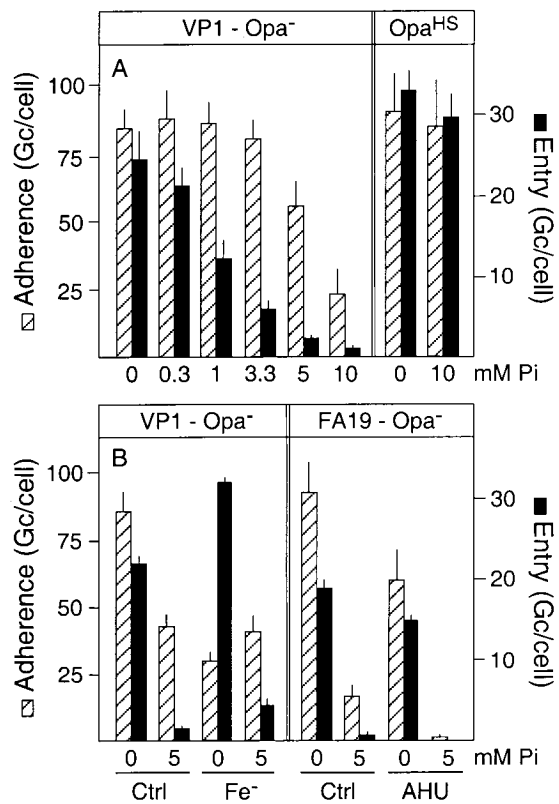 VP1 - Opa⁻ Opaᴴˢ
A
100
75
50
25
Adherence (Gc/cell)
30
20
10
Entry (Gc/cell)
0 0.3 1 3.3 5 10 0 10 mM Pi
VP1 - Opa⁻ FA19 - Opa⁻
B
100
75
50
25
Adherence (Gc/cell)
30
20
10
Entry (Gc/cell)
0 5 0 5 0 5 0 5 mM Pi
Ctrl Fe⁻ Ctrl AHU